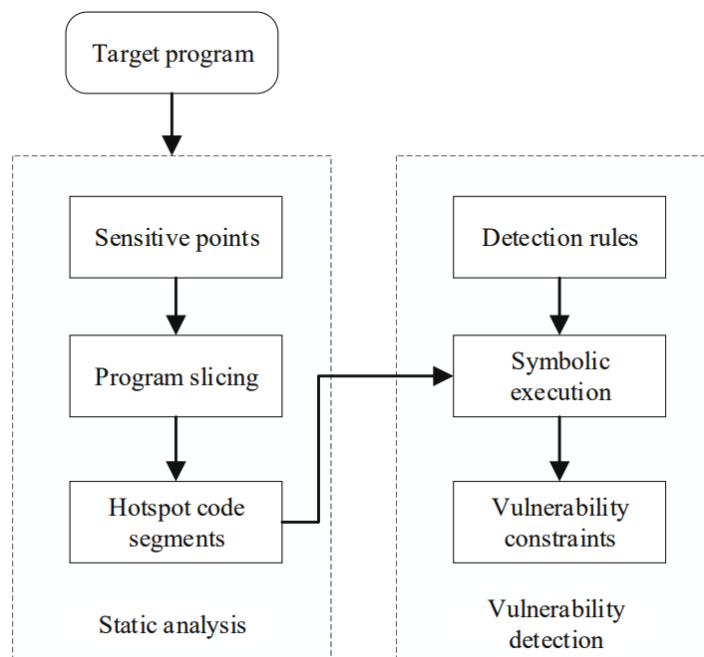 Target program
Sensitive points
Program slicing
Hotspot code
segments
Static analysis
Detection rules
Symbolic
execution
Vulnerability
constraints
Vulnerability
detection